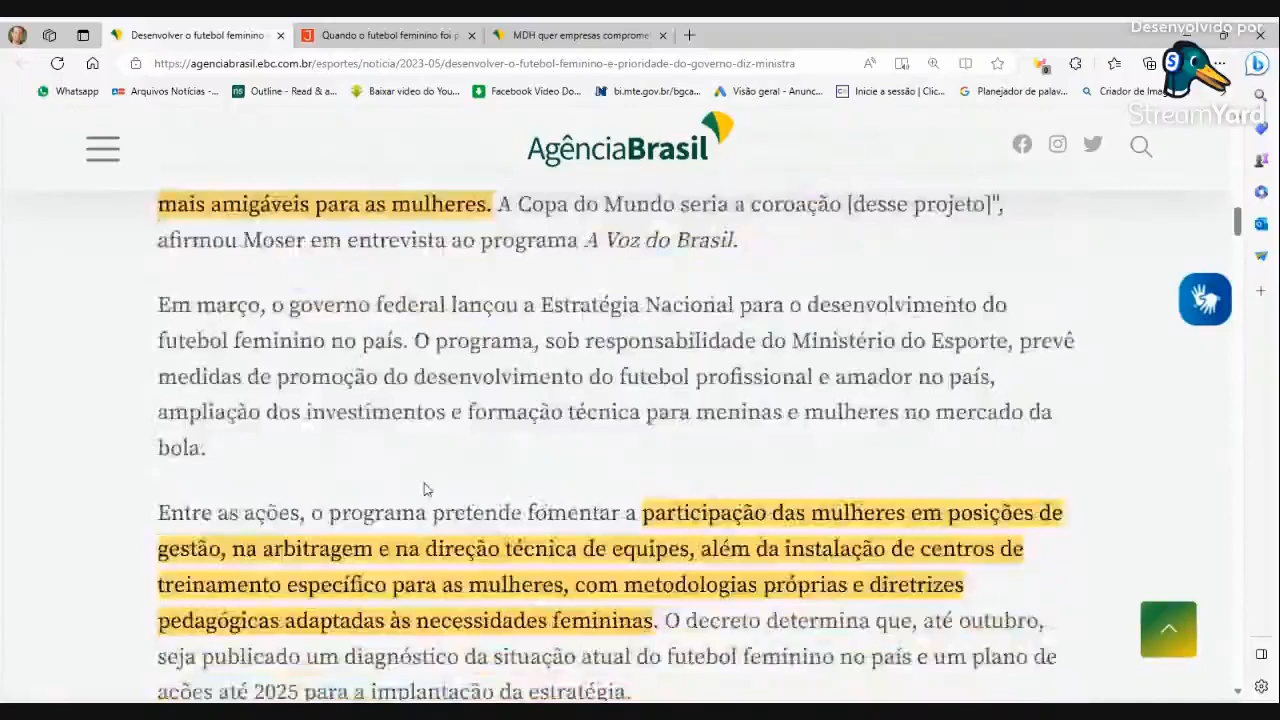 Desenvolvido por
Desenvolver o futebol feminino
Quando o futebol feminino foi p
MDH quer empresas comprome
https://agenciabrasil.ebc.com.br/esportes/noticia/2023-05/desenvolver-o-futebol-feminino-e-prioridade-do-governo-diz-ministra
Whatsapp
Arquivos Notícias -...
Outline - Read & a...
Baixar video do You...
Facebook Video Do...
bi.mte.gov.br/bgca...
Visão geral - Anunc...
Inicie a sessão | Clic...
Planejador de palav...
Criador de Imag
StreamYard
AgênciaBrasil
mais amigáveis para as mulheres. A Copa do Mundo seria a coroação [desse projeto]",
afirmou Moser em entrevista ao programa A Voz do Brasil.
Em março, o governo federal lançou a Estratégia Nacional para o desenvolvimento do
futebol feminino no país. O programa, sob responsabilidade do Ministério do Esporte, prevê
medidas de promoção do desenvolvimento do futebol profissional e amador no país,
ampliação dos investimentos e formação técnica para meninas e mulheres no mercado da
bola.
Entre as ações, o programa pretende fomentar a participação das mulheres em posições de
gestão, na arbitragem e na direção técnica de equipes, além da instalação de centros de
treinamento específico para as mulheres, com metodologias próprias e diretrizes
pedagógicas adaptadas às necessidades femininas. O decreto determina que, até outubro,
seja publicado um diagnóstico da situação atual do futebol feminino no país e um plano de
ações até 2025 para a implantação da estratégia.